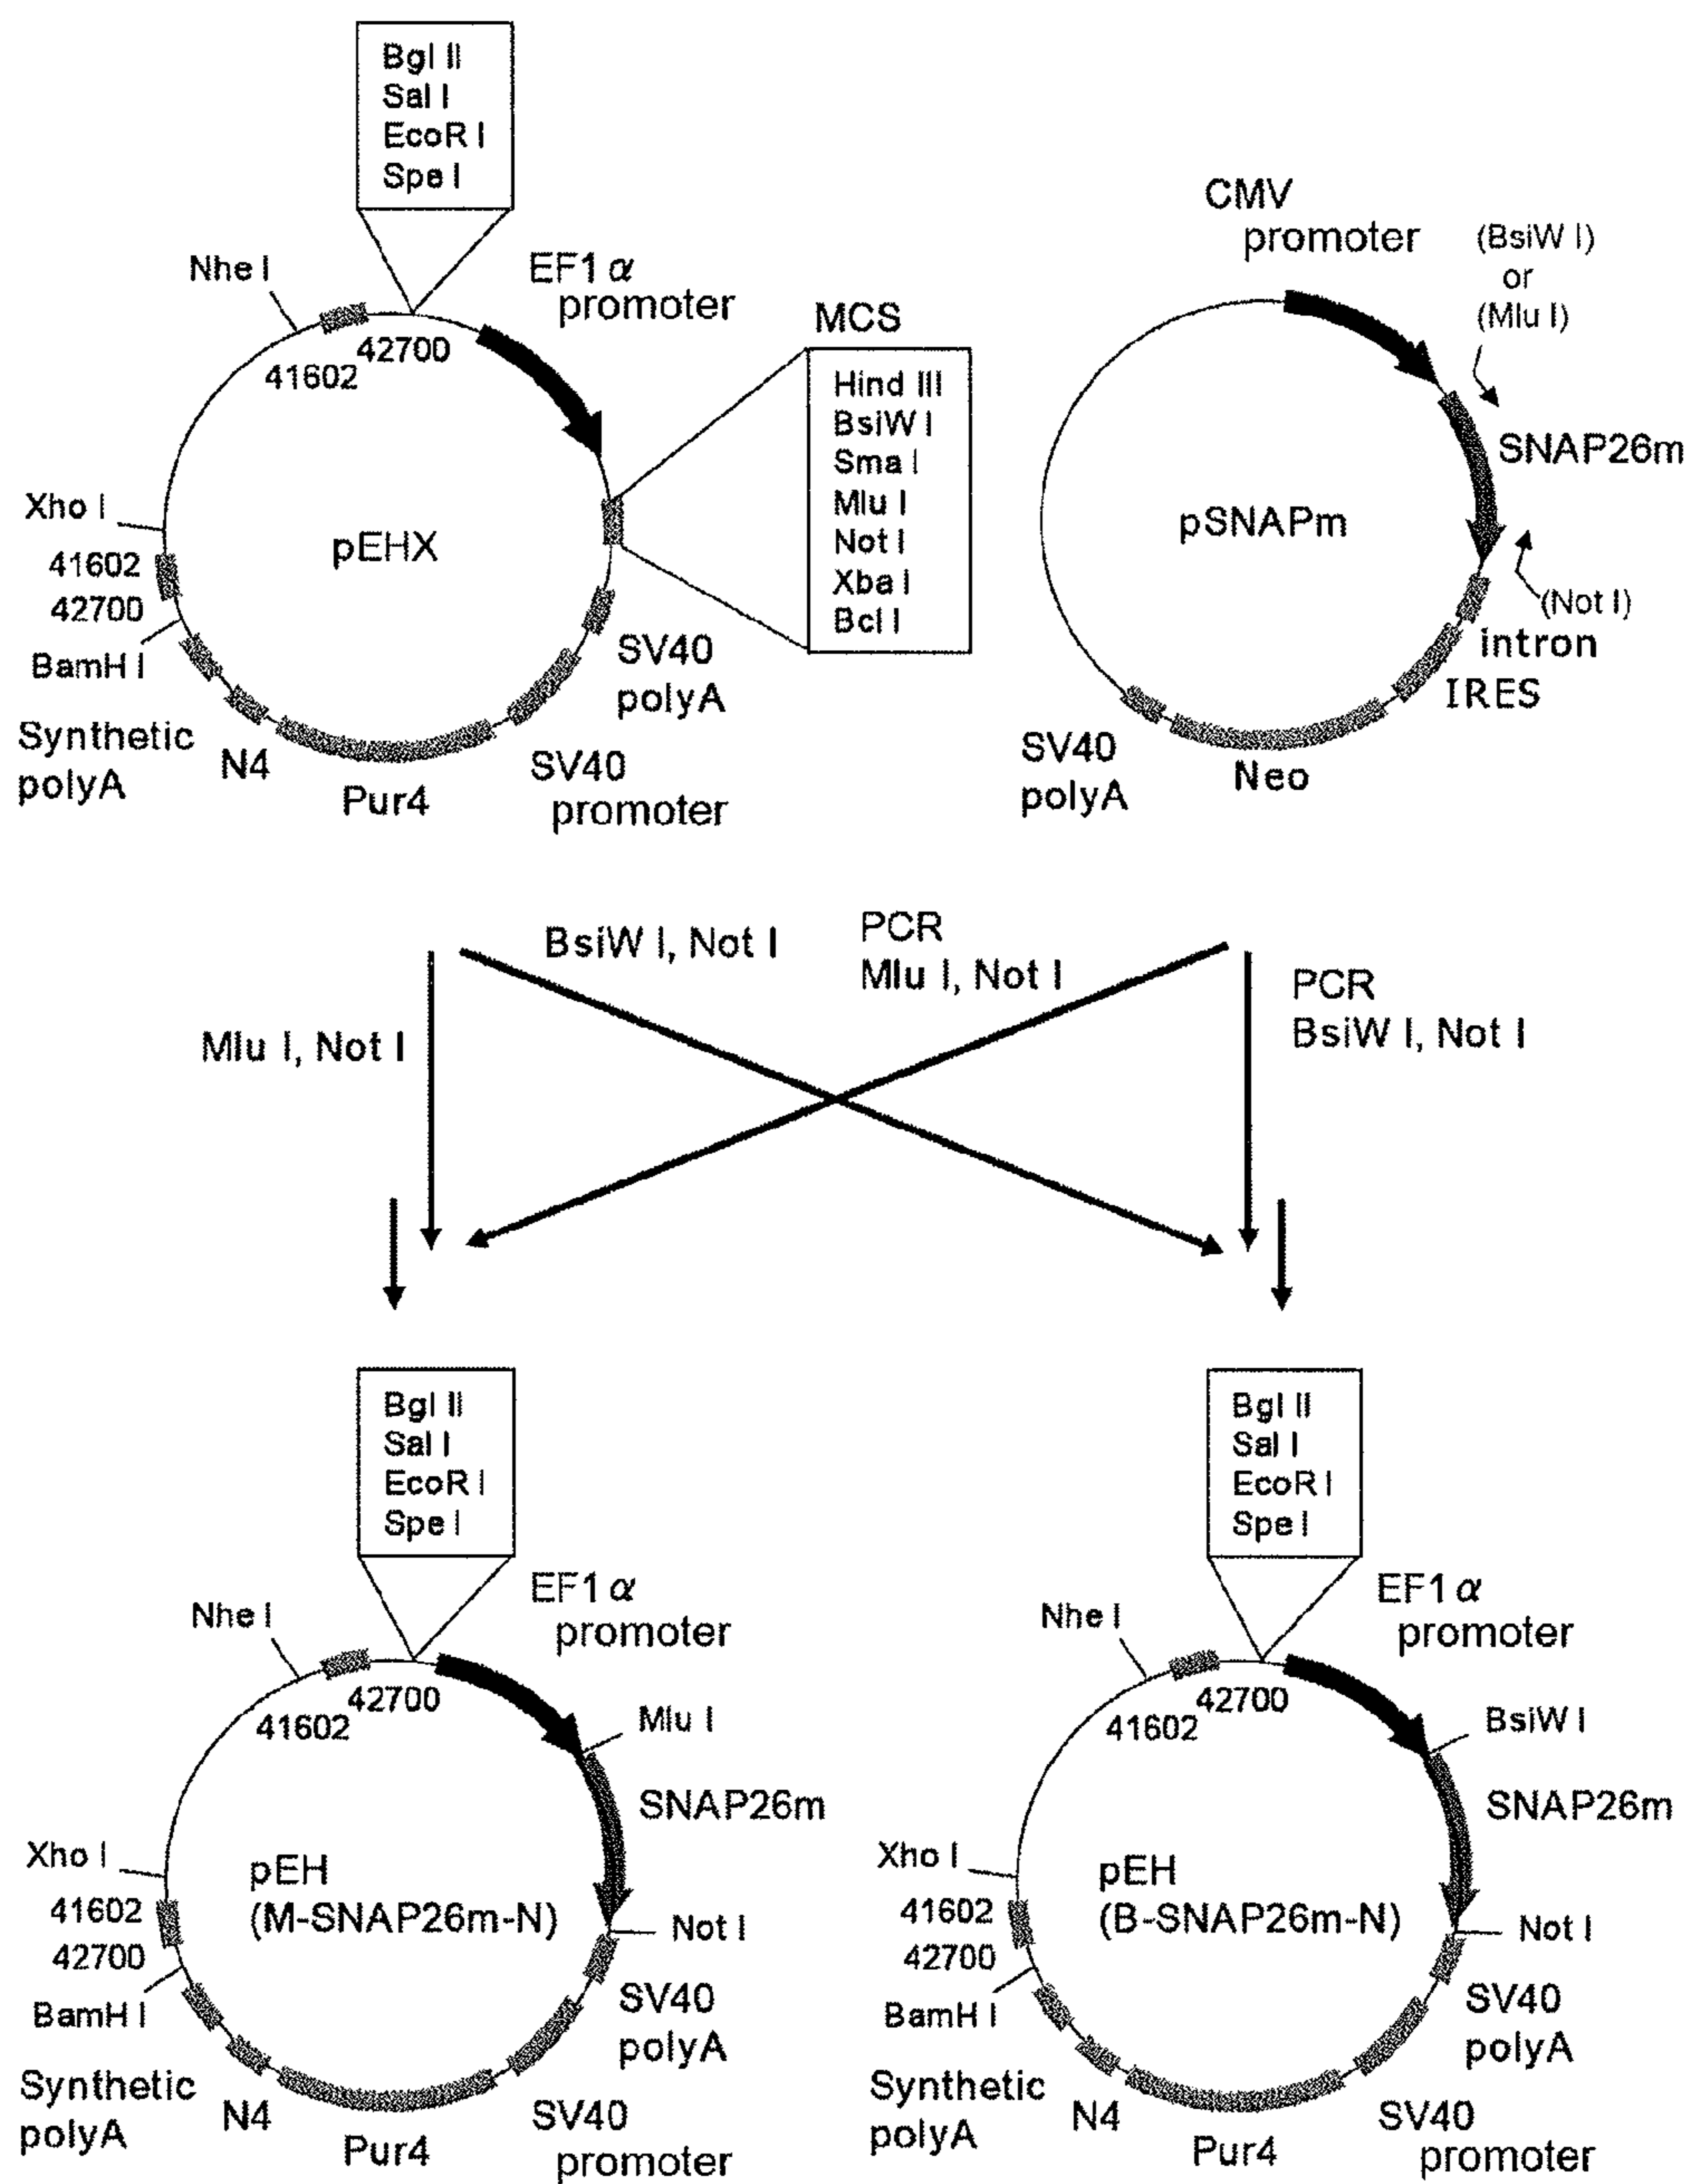 Bgl II
Sal I
EcoR I
Spe I
Nhe I
EF1α
promoter
42700
41602
MCS
Hind III
BsiW I
Sma I
Mlu I
Not I
Xba I
Bcl I
Xho I
41602
42700
BamH I
pEHX
Synthetic
polyA
N4
Pur4
SV40
promoter
SV40
polyA
CMV
promoter
(BsiW I)
or
(Mlu I)
SNAP26m
pSNAPm
(Not I)
intron
IRES
Neo
SV40
polyA
BsiW I, Not I
PCR
Mlu I, Not I
Mlu I, Not I
PCR
BsiW I, Not I
Bgl II
Sal I
EcoR I
Spe I
Nhe I
EF1α
promoter
42700
41602
Mlu I
SNAP26m
Xho I
41602
42700
BamH I
pEH
(M-SNAP26m-N)
Not I
SV40
polyA
Synthetic
polyA
N4
Pur4
SV40
promoter
Bgl II
Sal I
EcoR I
Spe I
Nhe I
EF1α
promoter
42700
41602
BsiW I
SNAP26m
Xho I
41602
42700
BamH I
pEH
(B-SNAP26m-N)
Not I
SV40
polyA
Synthetic
polyA
N4
Pur4
SV40
promoter